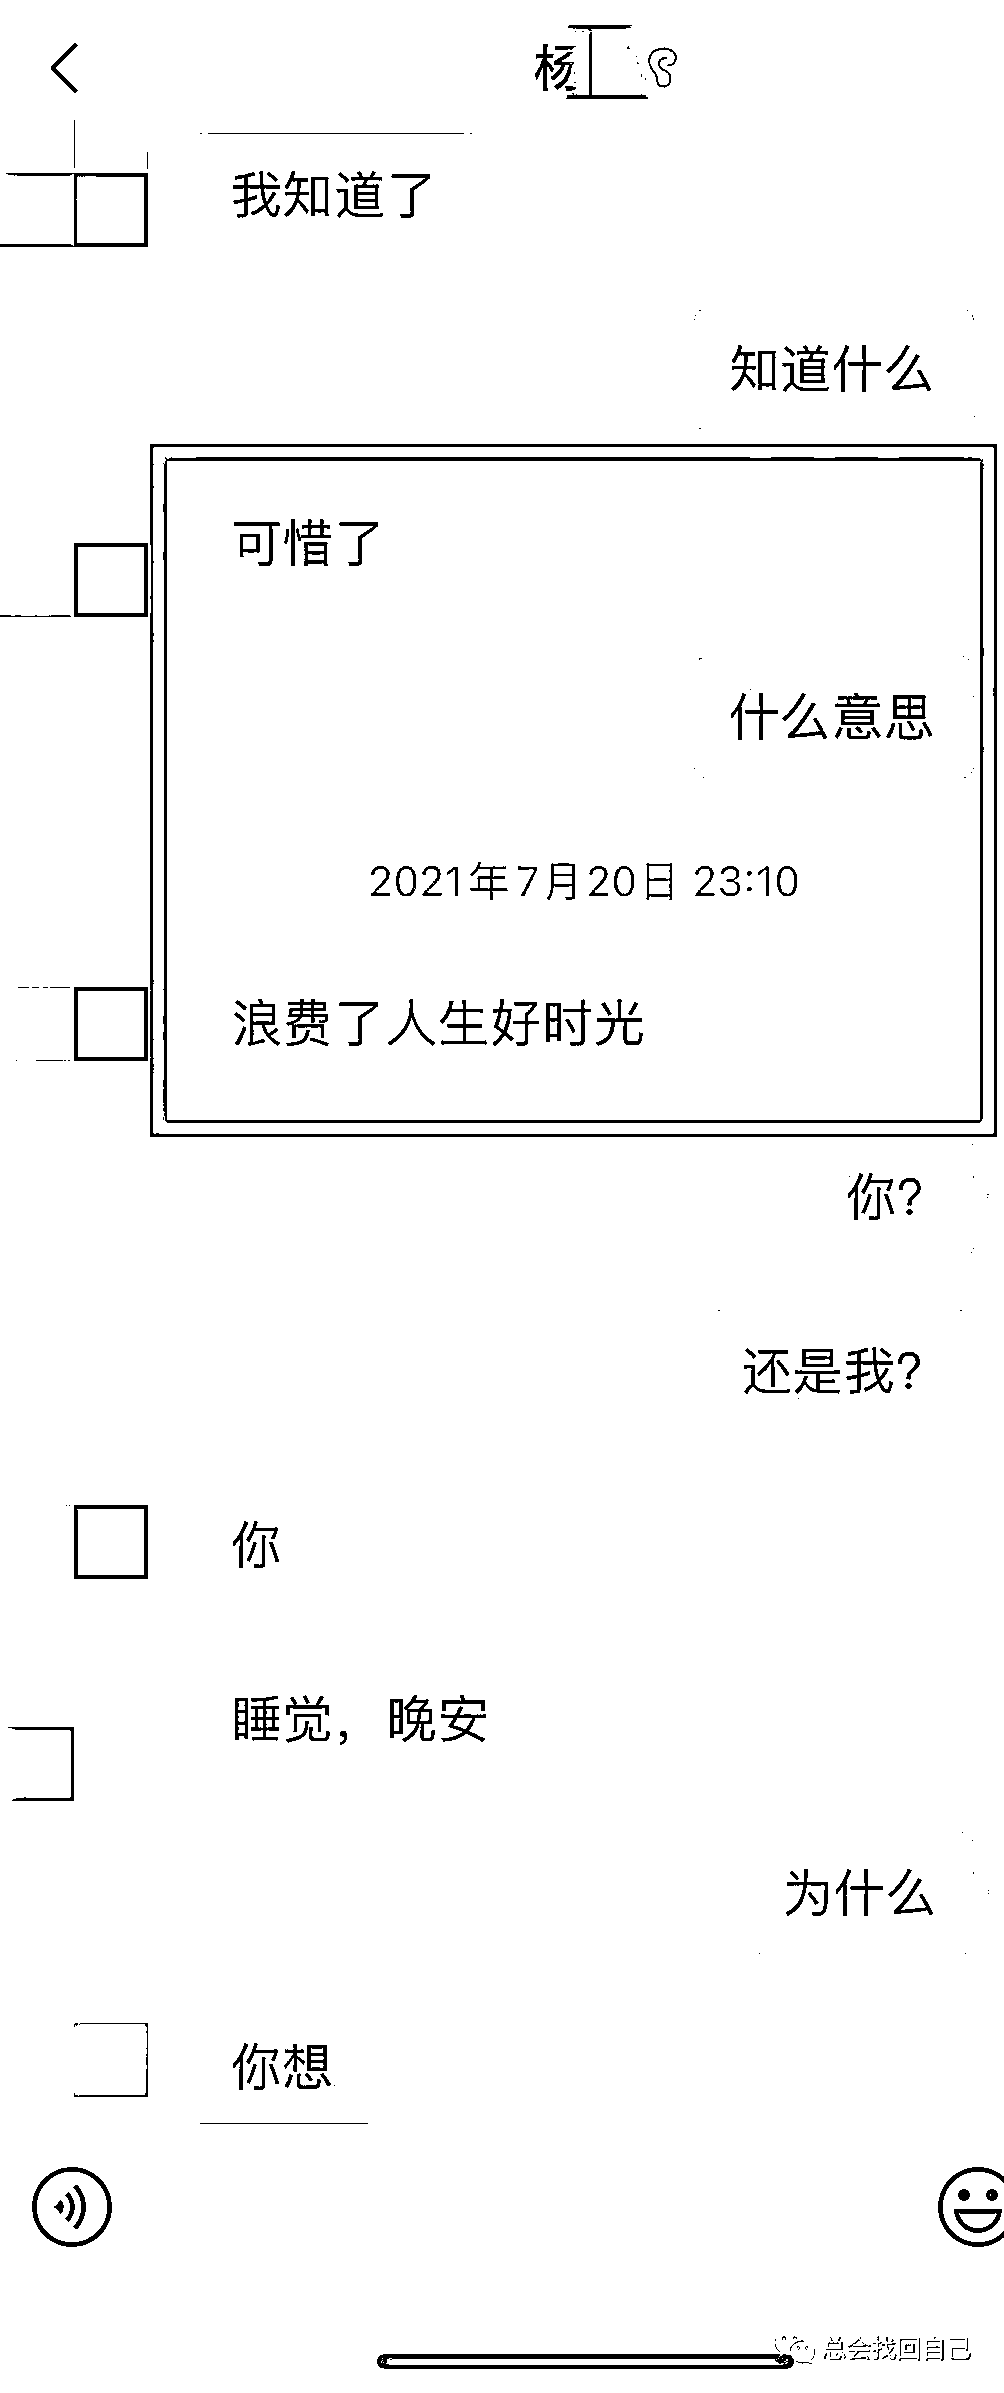 杨
我知道了
知道什么
可惜了
什么意思
2021年7月20日 23:10
浪费了人生好时光
你?
还是我?
你
睡觉，晚安
为什么
你想
总会找回自己